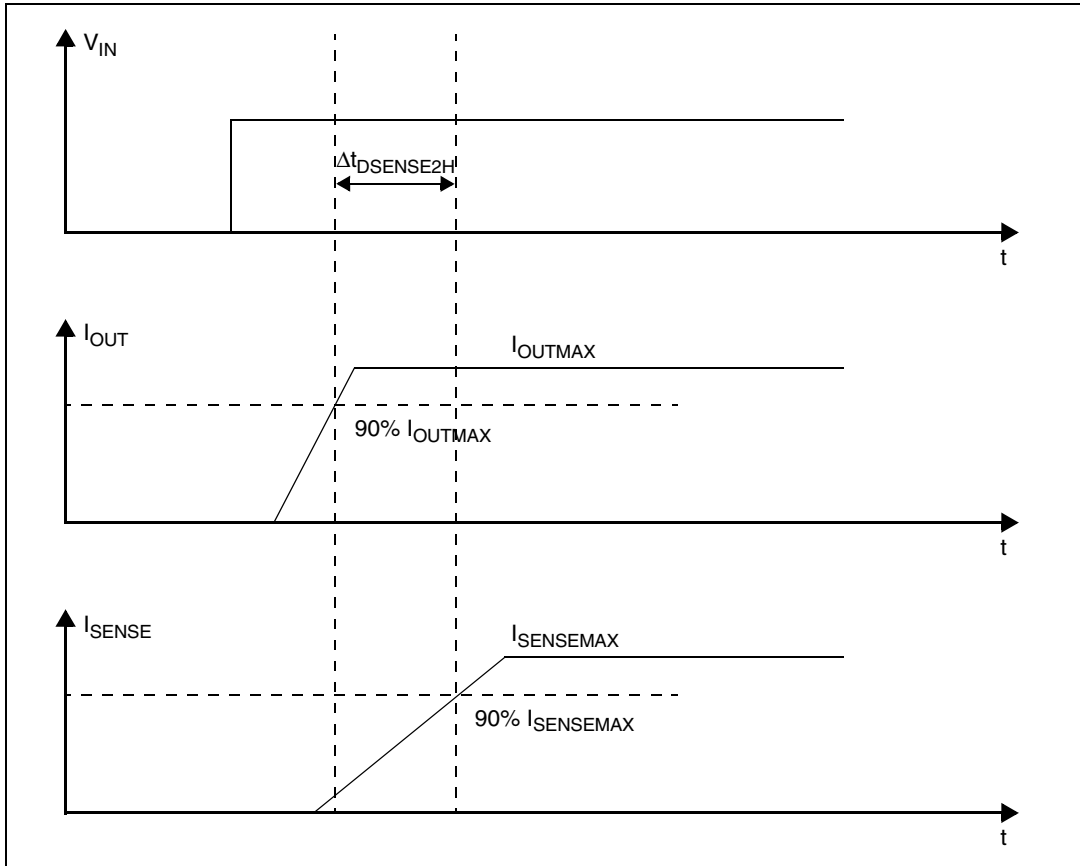 V_IN
Δt_DSENSE2H
t
I_OUT
I_OUTMAX
90% I_OUTMAX
t
I_SENSE
I_SENSEMAX
90% I_SENSEMAX
t